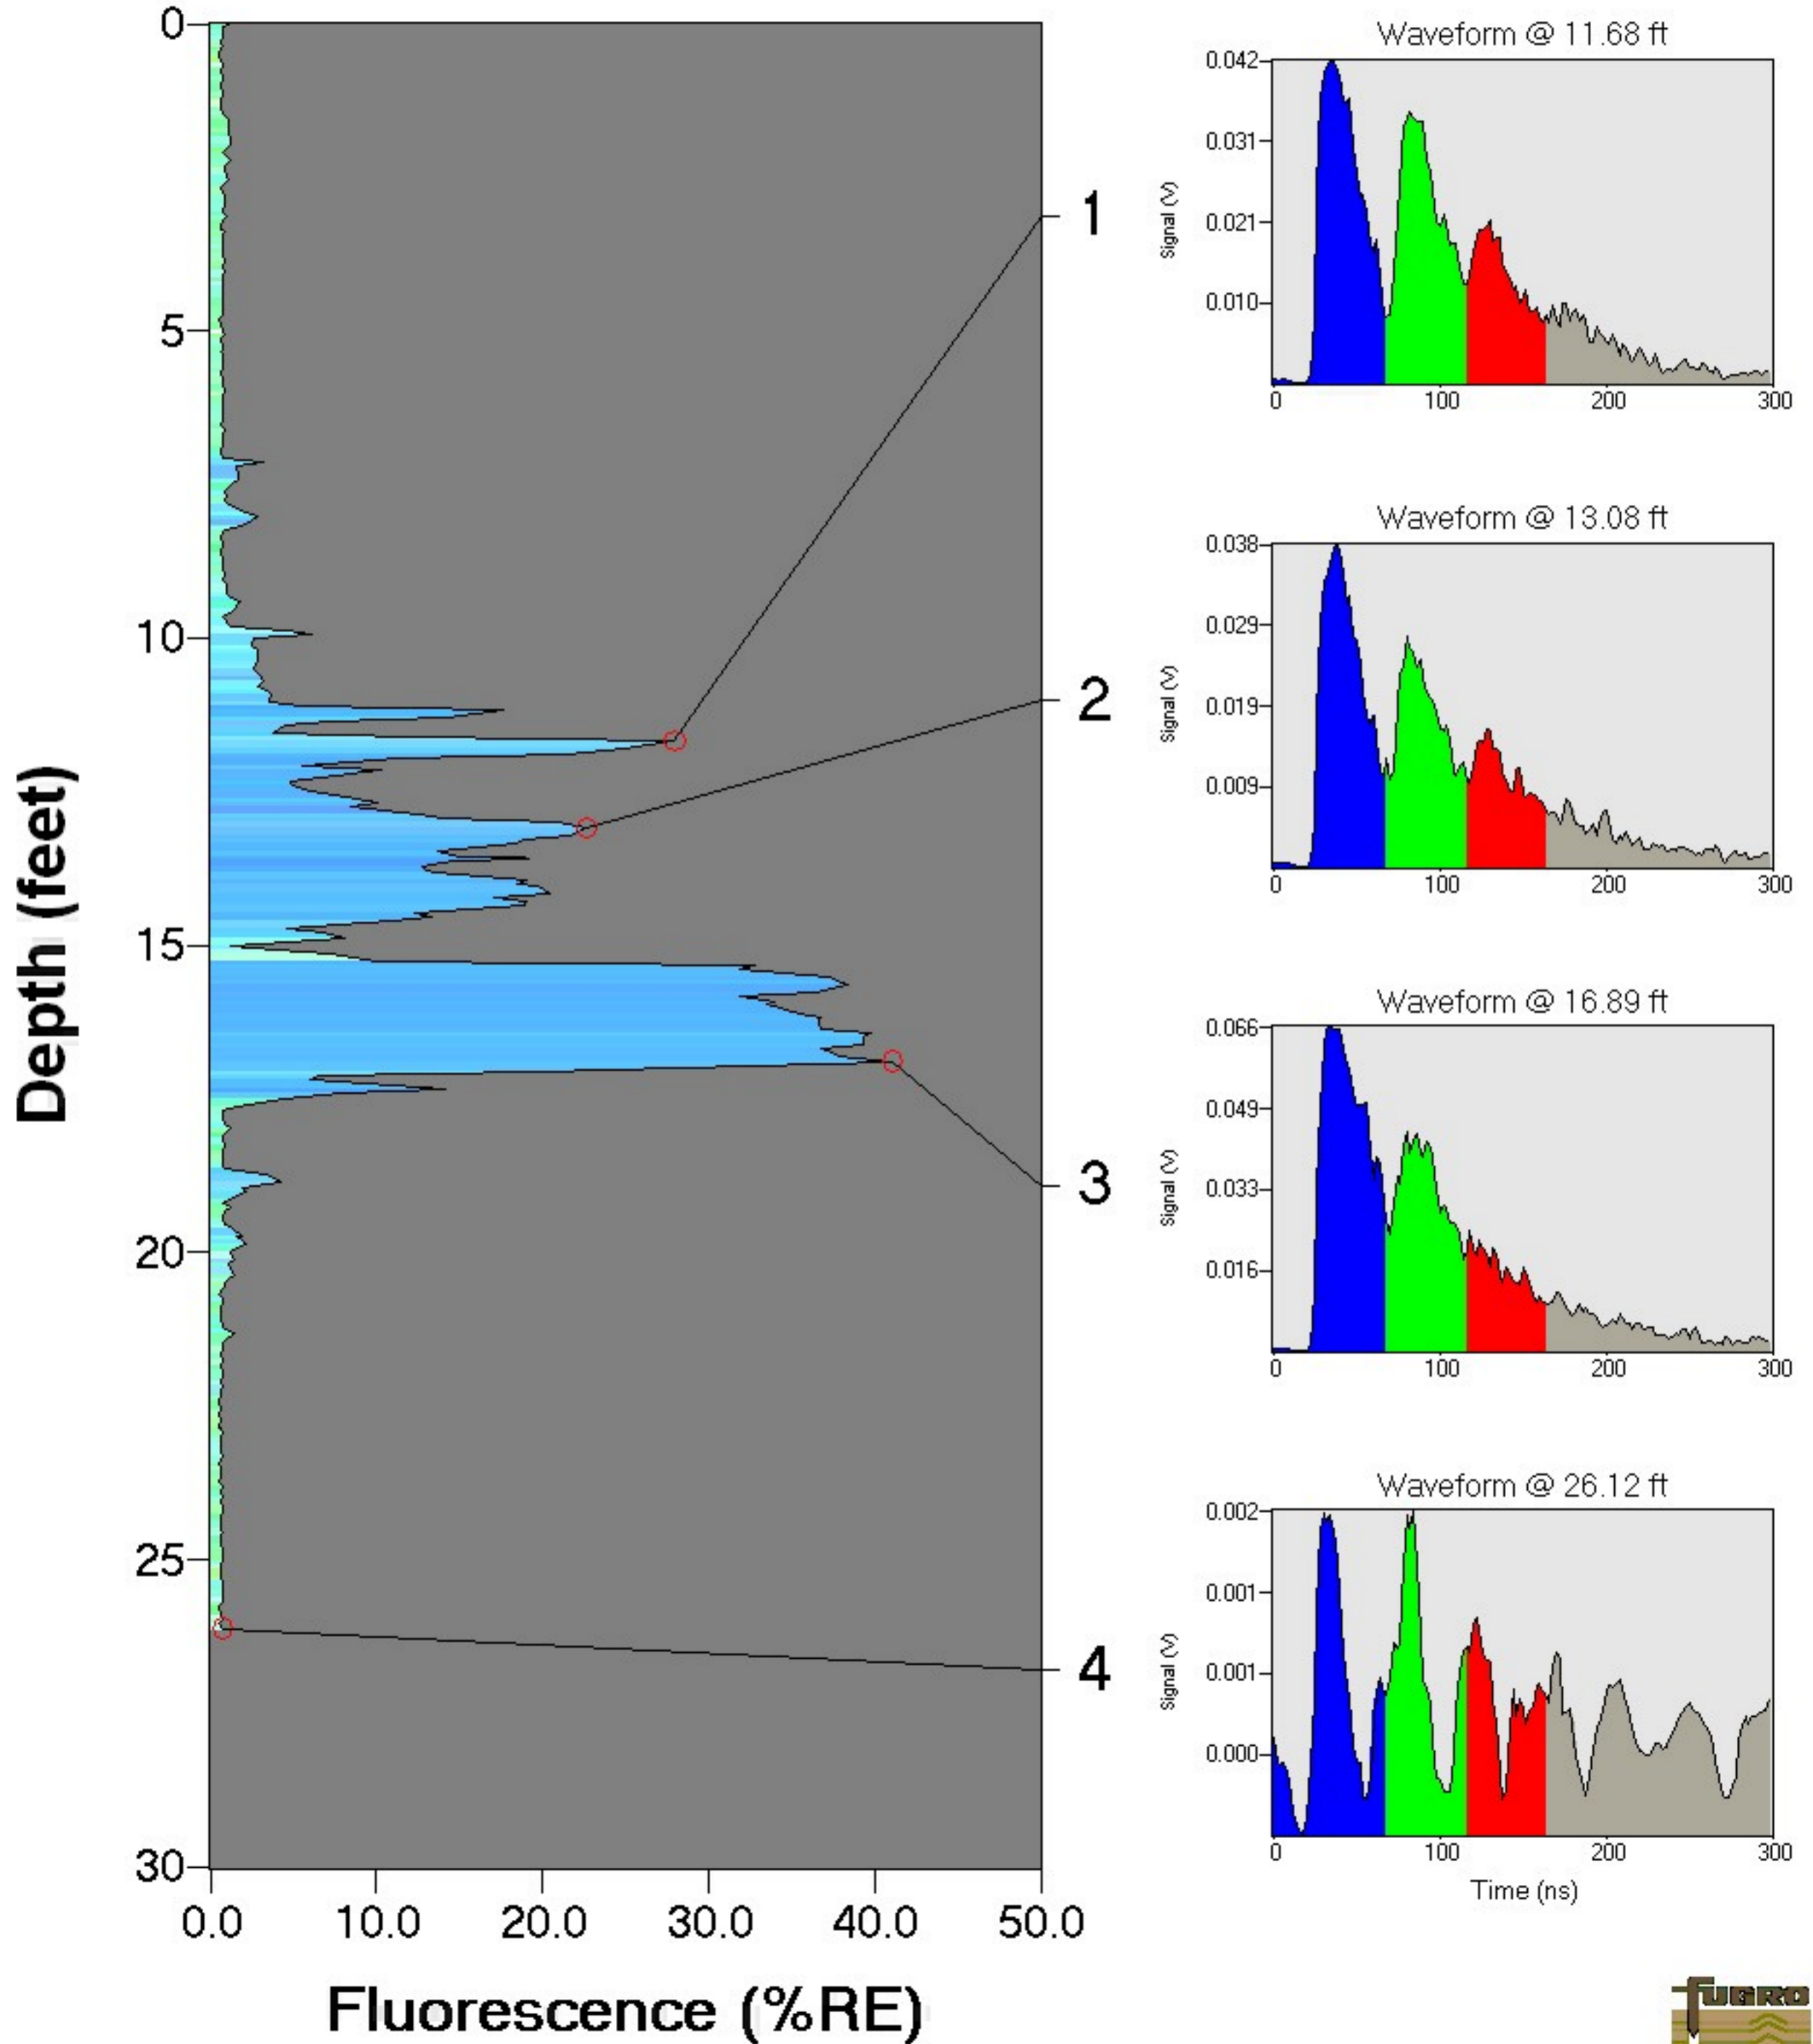 Depth (feet)
0
5
10
15
20
25
30
0.0 10.0 20.0 30.0 40.0 50.0
Fluorescence (%RE)
1
2
3
4
Waveform @ 11.68 ft
Signal (V)
0.042
0.031
0.021
0.010
0 100 200 300
Waveform @ 13.08 ft
Signal (V)
0.038
0.029
0.019
0.009
0 100 200 300
Waveform @ 16.89 ft
Signal (V)
0.066
0.049
0.033
0.016
0 100 200 300
Waveform @ 26.12 ft
Signal (V)
0.002
0.001
0.001
0.000
0 100 200 300
Time (ns)
fUGRO